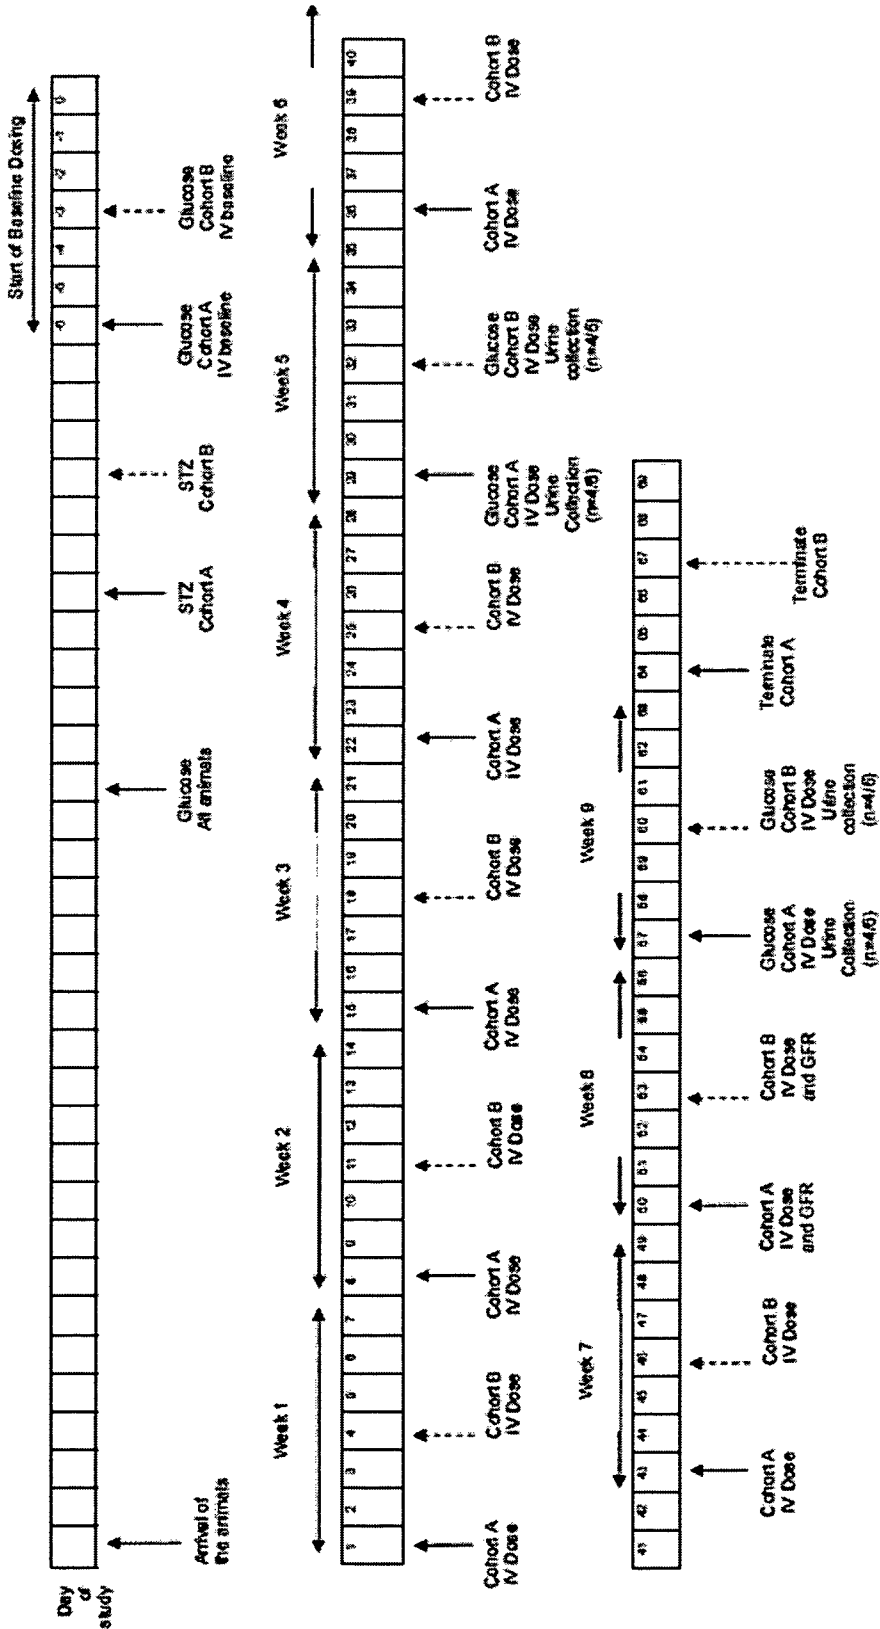 Start of Baseline Dosing
Day of study
-6 -5 -4 -3 -2 -1 0
Arrival of
the animals
Glucose
All animals
STZ
Cohort A
STZ
Cohort B
Glucose
Cohort A
IV baseline
Glucose
Cohort B
IV baseline
Week 1 Week 2 Week 3 Week 4 Week 5 Week 6
1 2 3 4 5 6 7 8 9 10 11 12 13 14 15 16 17 18 19 20 21 22 23 24 25 26 27 28 29 30 31 32 33 34 35 36 37 38 39 40
Cohort A
IV Dose
Cohort B
IV Dose
Cohort A
IV Dose
Cohort B
IV Dose
Cohort A
IV Dose
Cohort B
IV Dose
Cohort A
IV Dose
Cohort B
IV Dose
Glucose
Cohort A
IV Dose
Urine
Collection
(n=4/6)
Glucose
Cohort B
IV Dose
Urine
collection
(n=4/6)
Cohort A
IV Dose
Cohort B
IV Dose
Week 7 Week 8 Week 9
41 42 43 44 45 46 47 48 49 50 51 52 53 54 55 56 57 58 59 60 61 62 63 64 65 66 67 68 69
Cohort A
IV Dose
Cohort B
IV Dose
Cohort A
IV Dose
and GFR
Cohort B
IV Dose
and GFR
Glucose
Cohort A
IV Dose
Urine
Collection
(n=4/6)
Glucose
Cohort B
IV Dose
Urine
collection
(n=4/6)
Terminate
Cohort A
Terminate
Cohort B